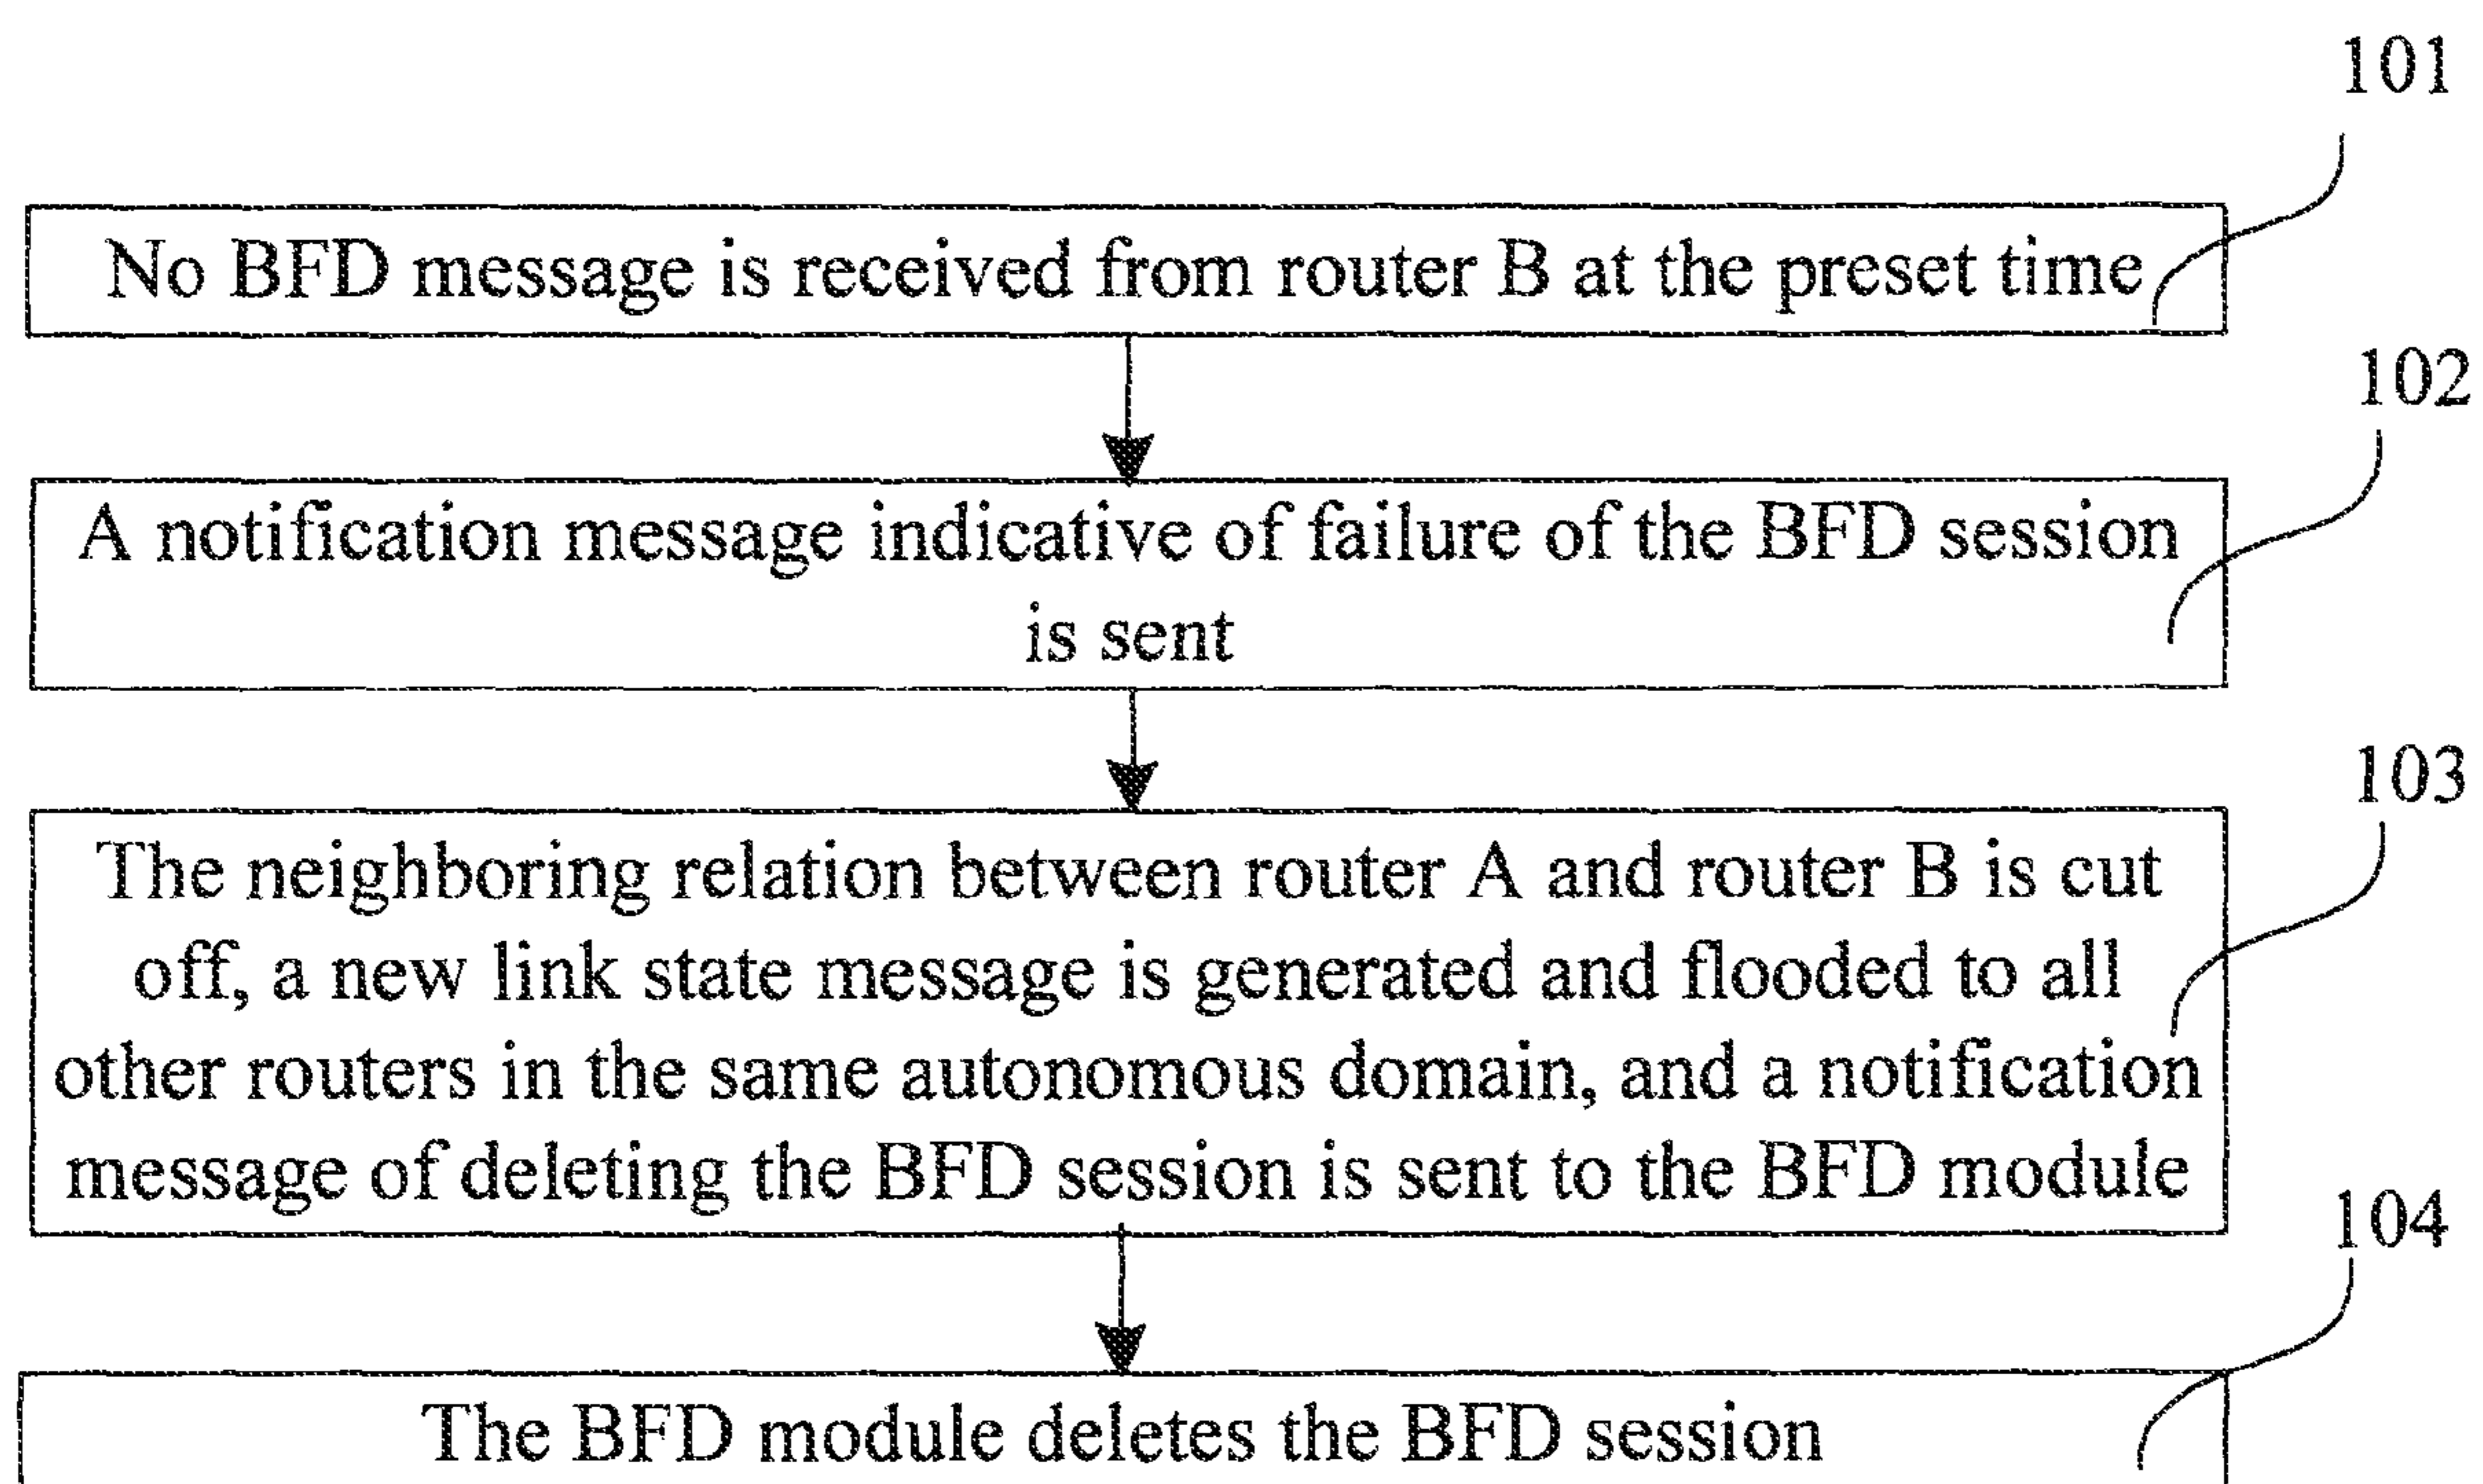 101
No BFD message is received from router B at the preset time
102
A notification message indicative of failure of the BFD session
is sent
103
The neighboring relation between router A and router B is cut
off, a new link state message is generated and flooded to all
other routers in the same autonomous domain, and a notification
message of deleting the BFD session is sent to the BFD module
104
The BFD module deletes the BFD session